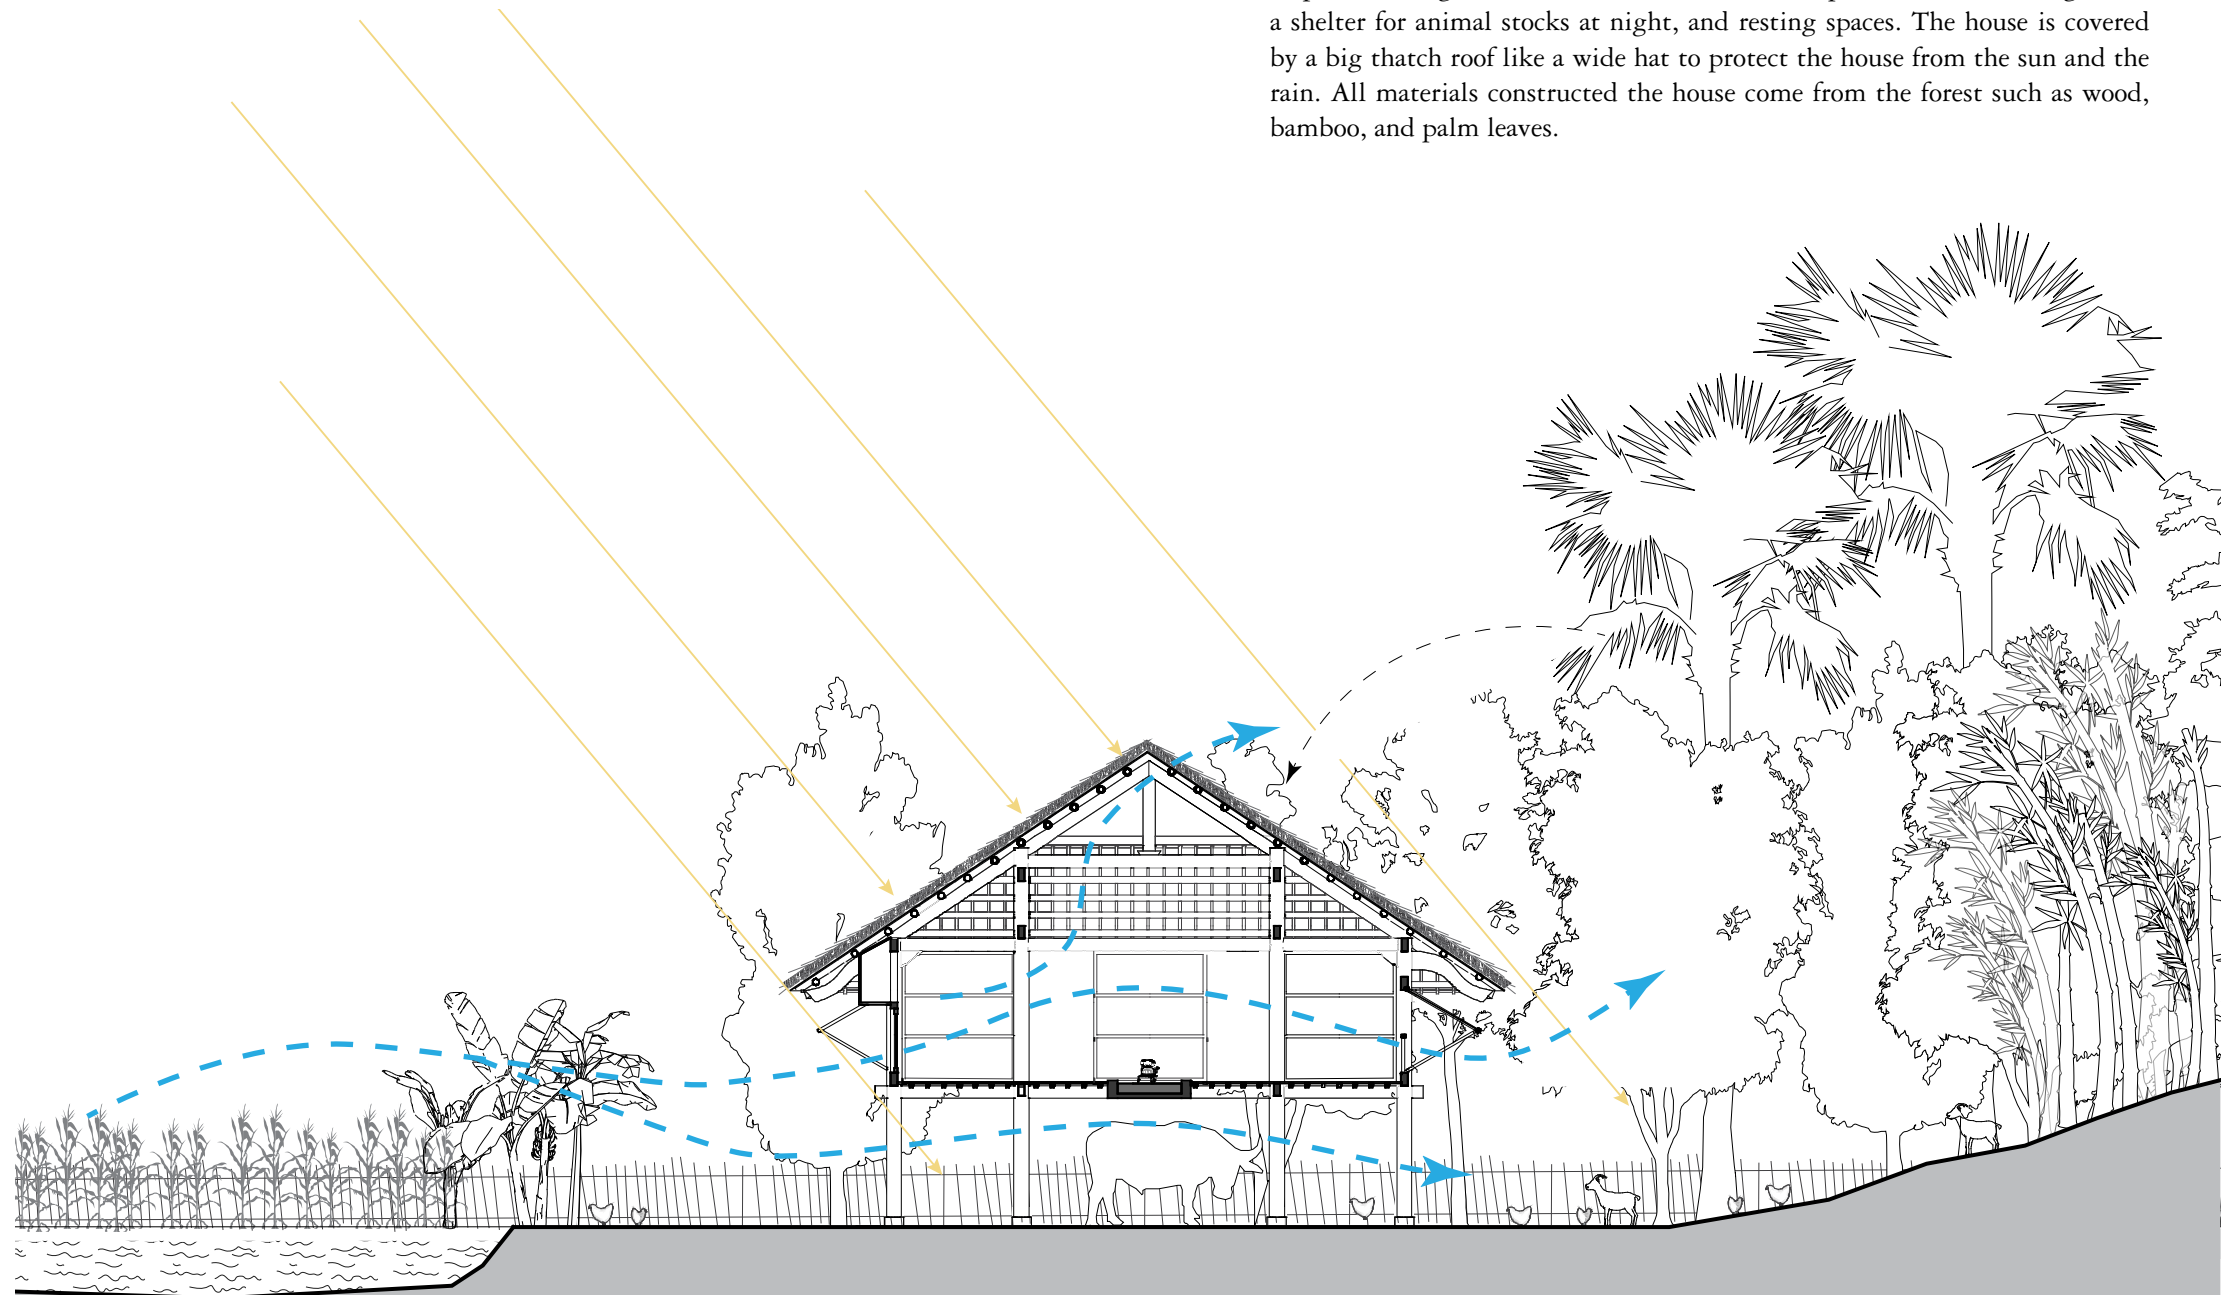 a shelter for animal stocks at night, and resting spaces. The house is covered
by a big thatch roof like a wide hat to protect the house from the sun and the
rain. All materials constructed the house come from the forest such as wood,
bamboo, and palm leaves.